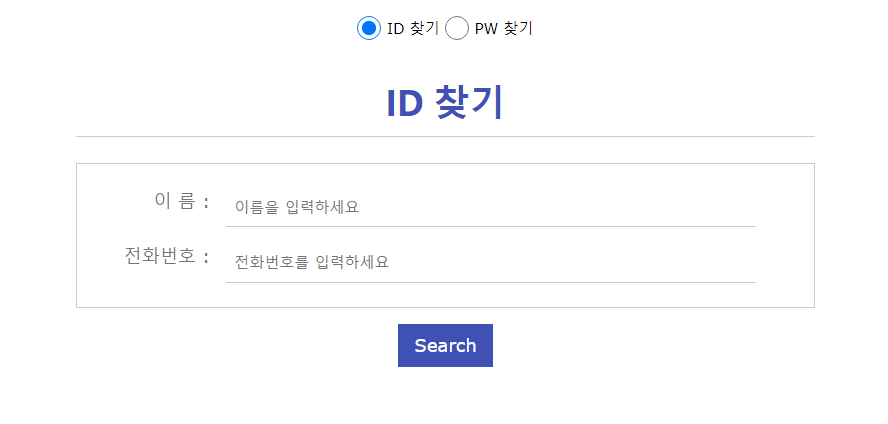 ID 찾기 PW 찾기
ID 찾기
이 름 : 이름을 입력하세요
전화번호 : 전화번호를 입력하세요
Search